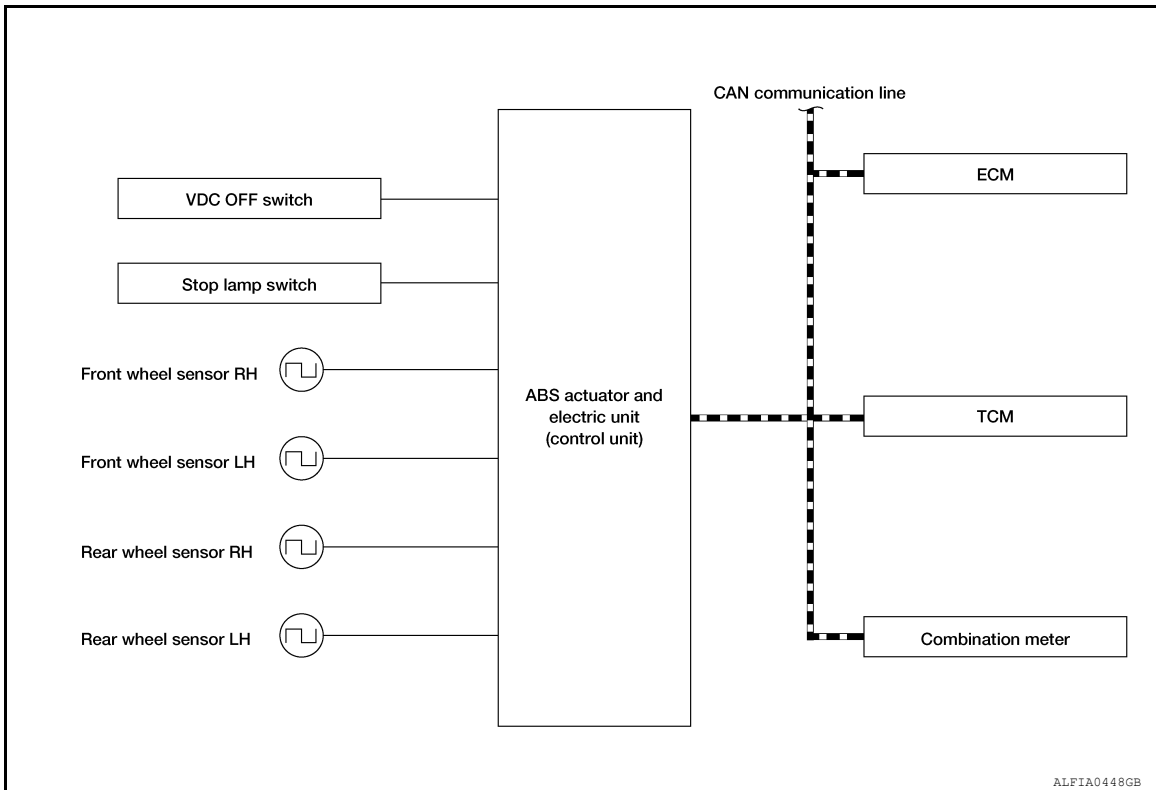 CAN communication line
ECM
VDC OFF switch
Stop lamp switch
Front wheel sensor RH
ABS actuator and
electric unit
(control unit)
TCM
Front wheel sensor LH
Rear wheel sensor RH
Rear wheel sensor LH
Combination meter
ALFIA0448GB